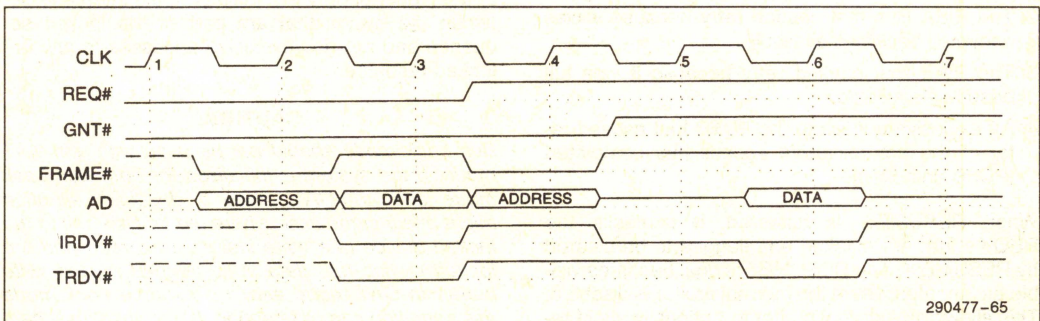 CLK
1 2 3 4 5 6 7
REQ#
GNT#
FRAME#
AD ADDRESS DATA ADDRESS DATA
IRDY#
TRDY#
290477-65